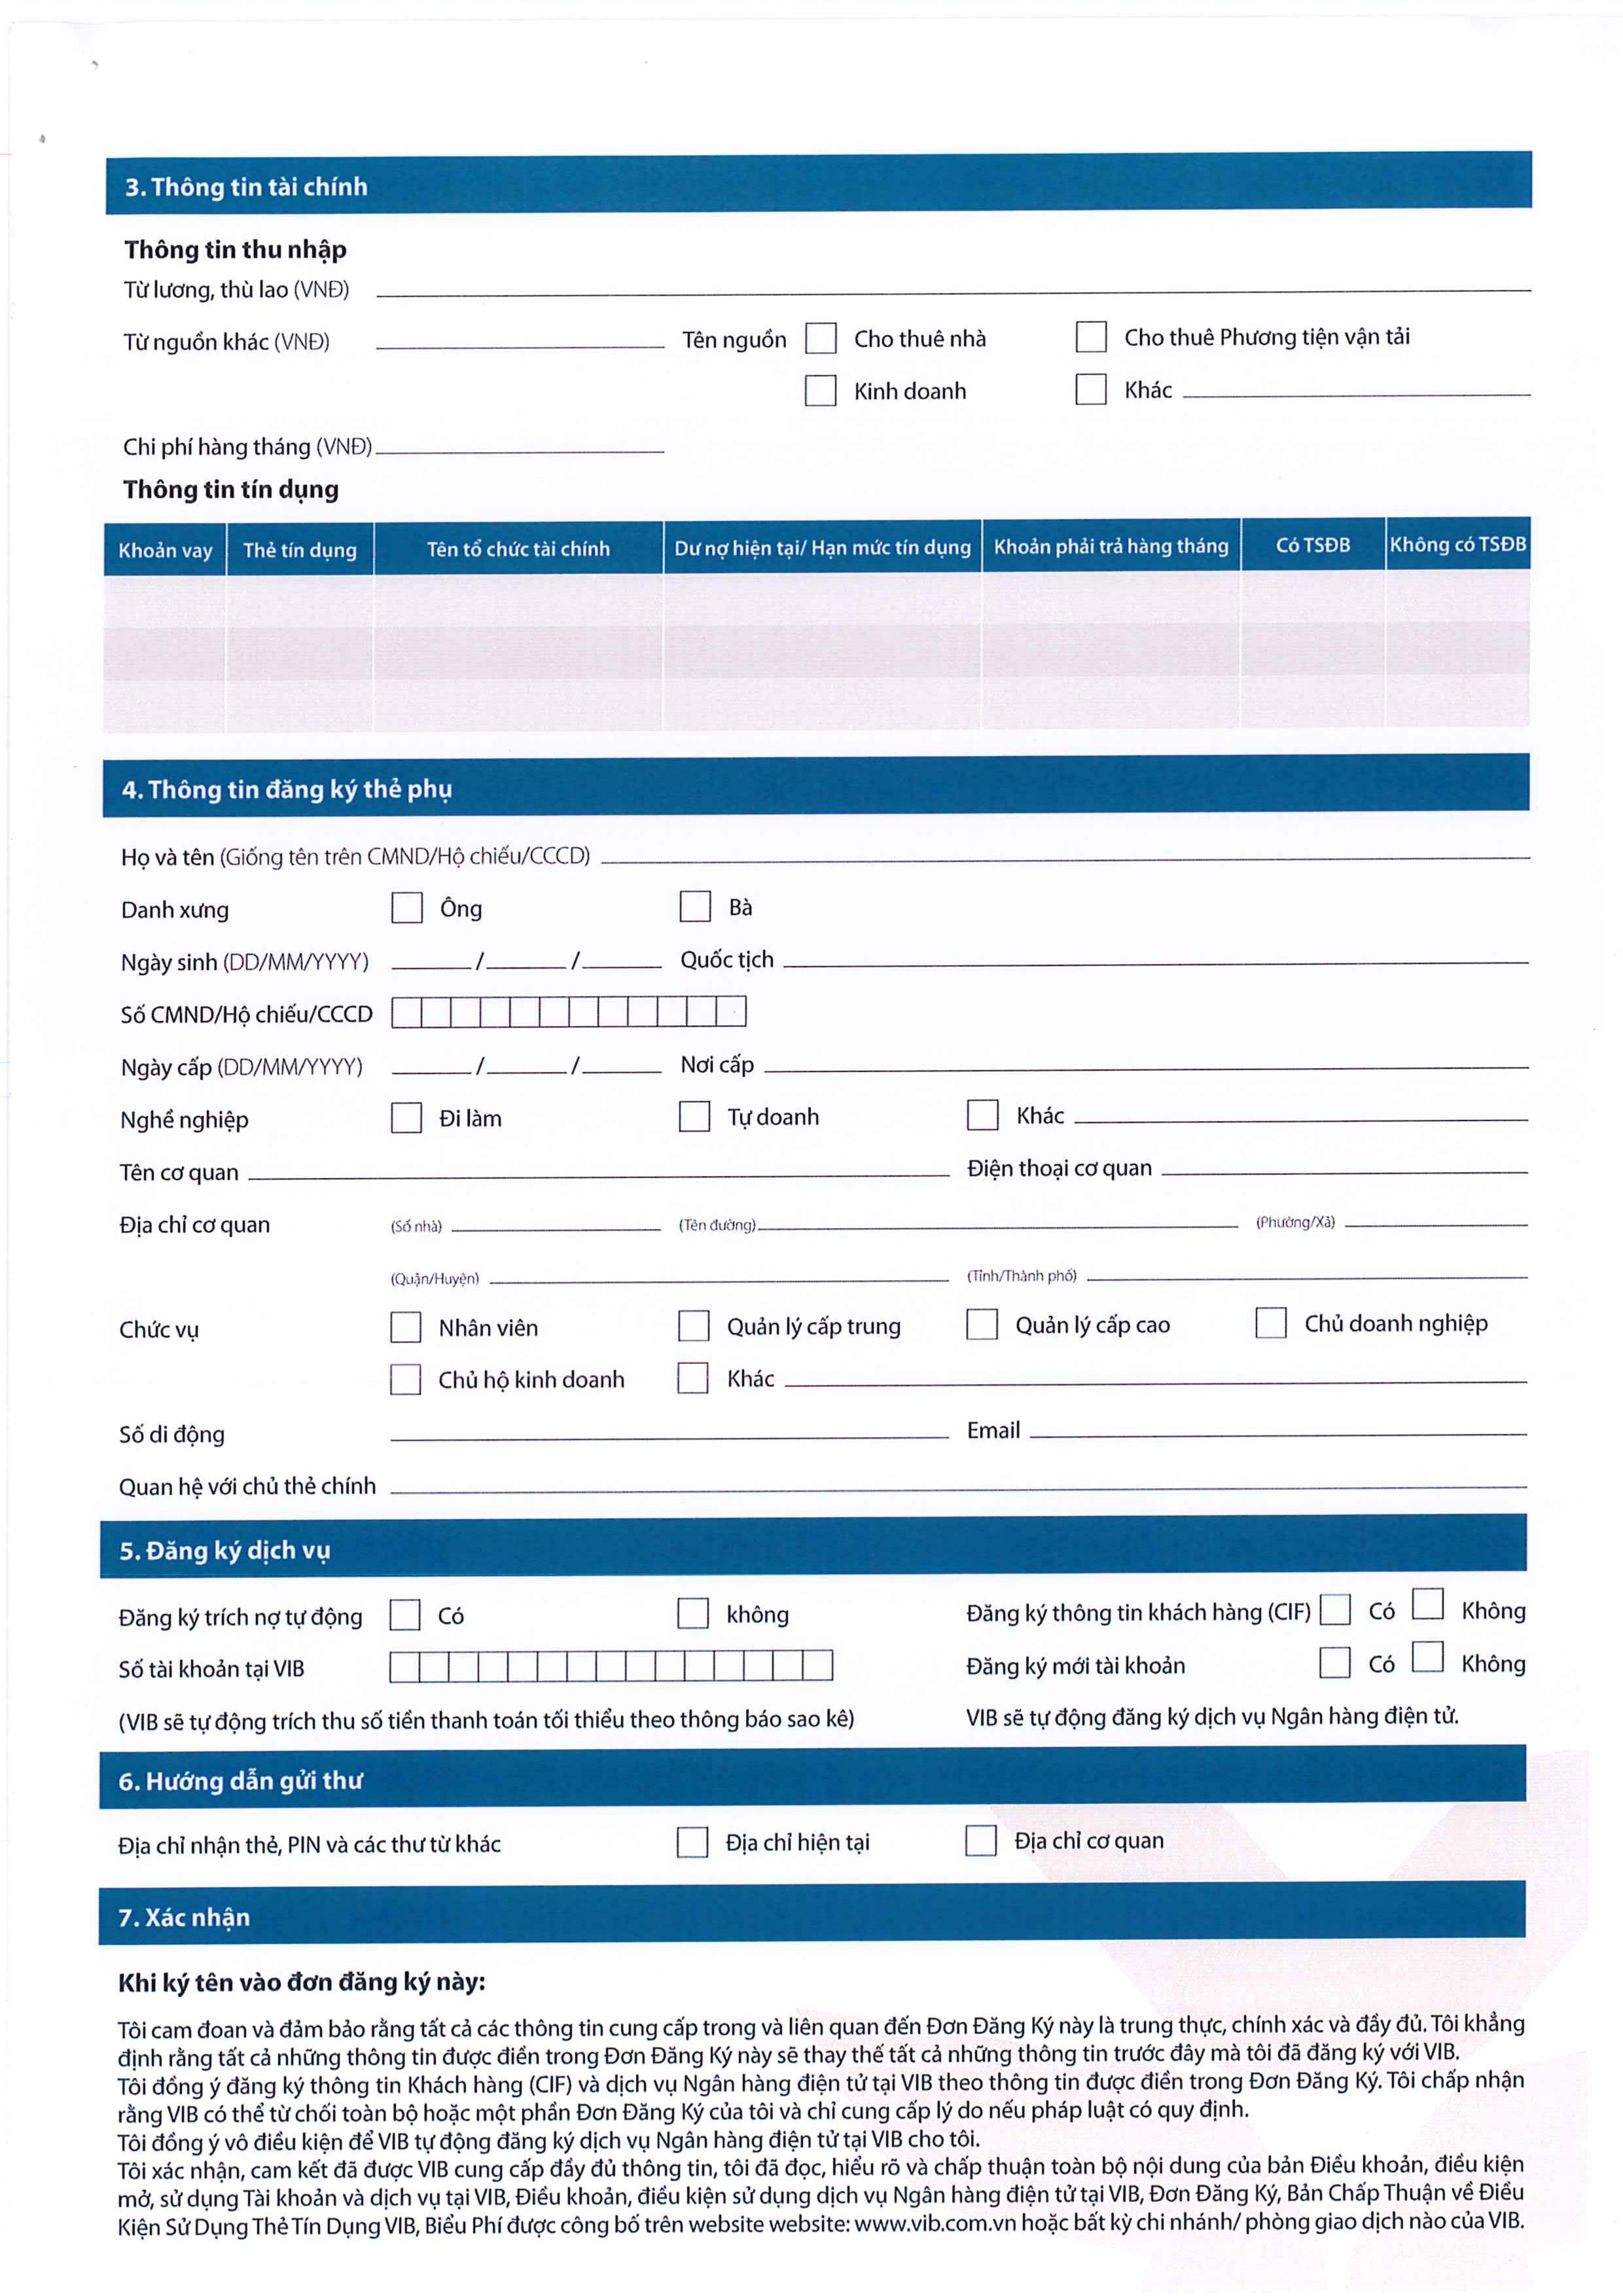 3. Thông tin tài chính
Thông tin thu nhập
Từ lương, thù lao (VNĐ)
Từ nguồn khác (VNĐ) Tên nguồn Cho thuê nhà Cho thuê Phương tiện vận tải
Kinh doanh Khác
Chi phí hàng tháng (VNĐ)
Thông tin tín dụng
Khoản vay Thẻ tín dụng Tên tổ chức tài chính Dư nợ hiện tại/ Hạn mức tín dụng Khoản phải trả hàng tháng Có TSĐB Không có TSĐB
4. Thông tin đăng ký thẻ phụ
Họ và tên (Giống tên trên CMND/Hộ chiếu/CCCD)
Danh xưng Ông Bà
Ngày sinh (DD/MM/YYYY) / / Quốc tịch
Số CMND/Hộ chiếu/CCCD
Ngày cấp (DD/MM/YYYY) / / Nơi cấp
Nghề nghiệp Đi làm Tự doanh Khác
Tên cơ quan Điện thoại cơ quan
Địa chỉ cơ quan (Số nhà) (Tên đường) (Phường/Xã)
(Quận/Huyện) (Tỉnh/Thành phố)
Chức vụ Nhân viên Quản lý cấp trung Quản lý cấp cao Chủ doanh nghiệp
Chủ hộ kinh doanh Khác
Số di động Email
Quan hệ với chủ thẻ chính
5. Đăng ký dịch vụ
Đăng ký trích nợ tự động Có không Đăng ký thông tin khách hàng (CIF) Có Không
Số tài khoản tại VIB Đăng ký mới tài khoản Có Không
(VIB sẽ tự động trích thu số tiền thanh toán tối thiểu theo thông báo sao kê) VIB sẽ tự động đăng ký dịch vụ Ngân hàng điện tử.
6. Hướng dẫn gửi thư
Địa chỉ nhận thẻ, PIN và các thư từ khác Địa chỉ hiện tại Địa chỉ cơ quan
7. Xác nhận
Khi ký tên vào đơn đăng ký này:
Tôi cam đoan và đảm bảo rằng tất cả các thông tin cung cấp trong và liên quan đến Đơn Đăng Ký này là trung thực, chính xác và đầy đủ. Tôi khẳng
định rằng tất cả những thông tin được điền trong Đơn Đăng Ký này sẽ thay thế tất cả những thông tin trước đây mà tôi đã đăng ký với VIB.
Tôi đồng ý đăng ký thông tin Khách hàng (CIF) và dịch vụ Ngân hàng điện tử tại VIB theo thông tin được điền trong Đơn Đăng Ký. Tôi chấp nhận
rằng VIB có thể từ chối toàn bộ hoặc một phần Đơn Đăng Ký của tôi và chỉ cung cấp lý do nếu pháp luật có quy định.
Tôi đồng ý vô điều kiện để VIB tự động đăng ký dịch vụ Ngân hàng điện tử tại VIB cho tôi.
Tôi xác nhận, cam kết đã được VIB cung cấp đầy đủ thông tin, tôi đã đọc, hiểu rõ và chấp thuận toàn bộ nội dung của bản Điều khoản, điều kiện
mở, sử dụng Tài khoản và dịch vụ tại VIB, Điều khoản, điều kiện sử dụng dịch vụ Ngân hàng điện tử tại VIB, Đơn Đăng Ký, Bản Chấp Thuận về Điều
Kiện Sử Dụng Thẻ Tín Dụng VIB, Biểu Phí được công bố trên website website: www.vib.com.vn hoặc bất kỳ chi nhánh/ phòng giao dịch nào của VIB.